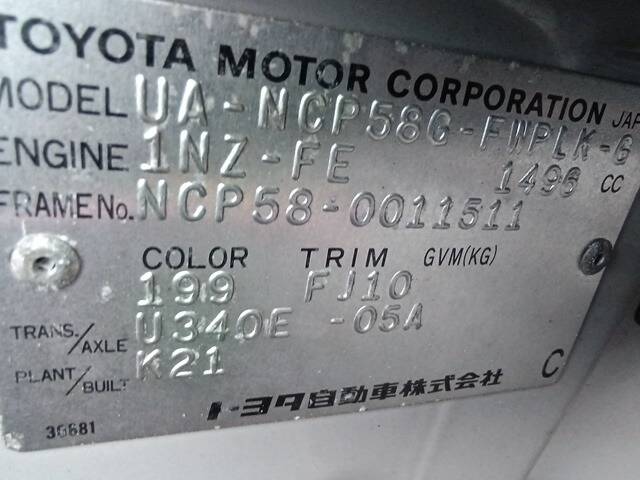 TOYOTA MOTOR CORPORATION JAP
MODEL UA-NCP58G-FWPLK-G
ENGINE 1NZ-FE 1496 CC
FRAME No. NCP58-0011511
COLOR TRIM GVM(KG)
199 FJ10
TRANS./AXLE U340E -05A
PLANT/BUILT K21
トヨタ自動車株式会社 C
36681